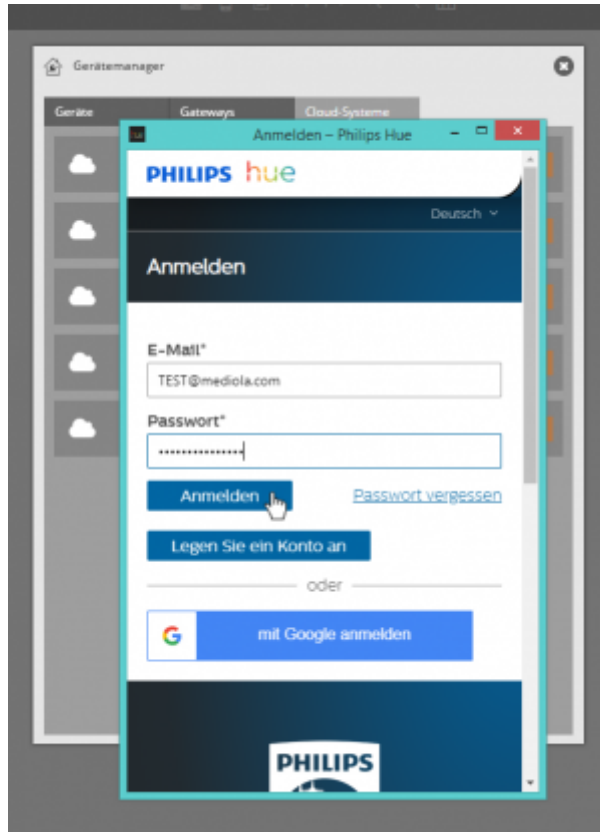 Gerätemanager
Geräte Gateways Cloud-Systeme
Anmelden – Philips Hue
PHILIPS hue
Deutsch
Anmelden
E-Mail*
TEST@mediola.com
Passwort*
Anmelden Passwort vergessen
Legen Sie ein Konto an
oder
G mit Google anmelden
PHILIPS